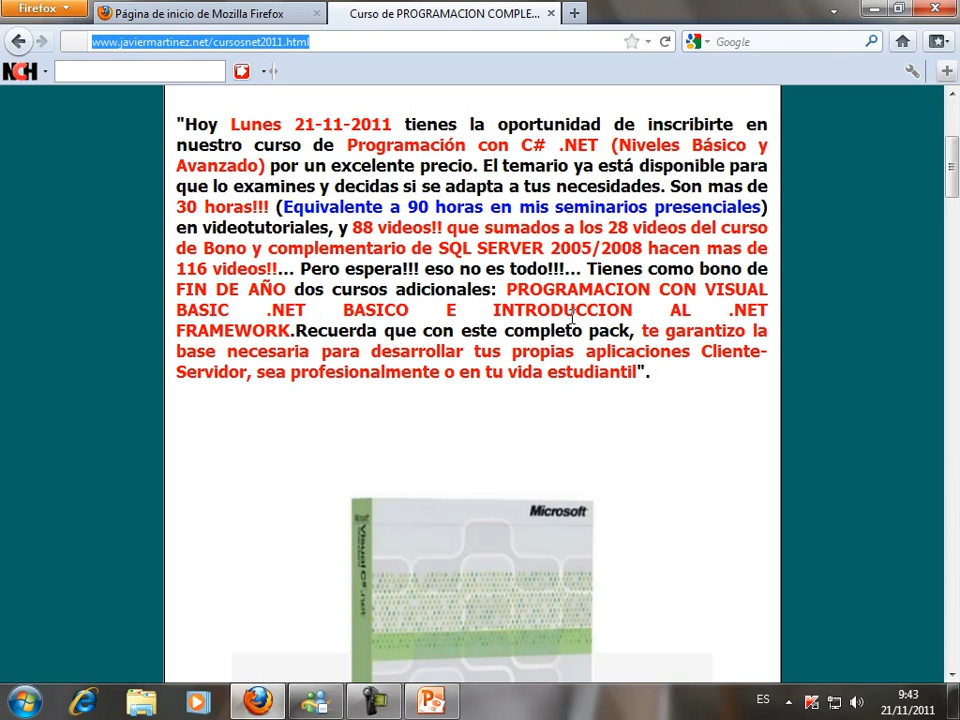 Firefox
Página de inicio de Mozilla Firefox
Curso de PROGRAMACION COMPLE...
www.javiermartinez.net/cursosnet2011.html
Google
NCH
"Hoy Lunes 21-11-2011 tienes la oportunidad de inscribirte en
nuestro curso de Programación con C# .NET (Niveles Básico y
Avanzado) por un excelente precio. El temario ya está disponible para
que lo examines y decidas si se adapta a tus necesidades. Son mas de
30 horas!!! (Equivalente a 90 horas en mis seminarios presenciales)
en videotutoriales, y 88 videos!! que sumados a los 28 videos del curso
de Bono y complementario de SQL SERVER 2005/2008 hacen mas de
116 videos!!... Pero espera!!! eso no es todo!!!... Tienes como bono de
FIN DE AÑO dos cursos adicionales: PROGRAMACION CON VISUAL
BASIC .NET BASICO E INTRODUCCION AL .NET
FRAMEWORK.Recuerda que con este completo pack, te garantizo la
base necesaria para desarrollar tus propias aplicaciones Cliente-
Servidor, sea profesionalmente o en tu vida estudiantil".
Microsoft
Visual C#.net
ES
9:43
21/11/2011